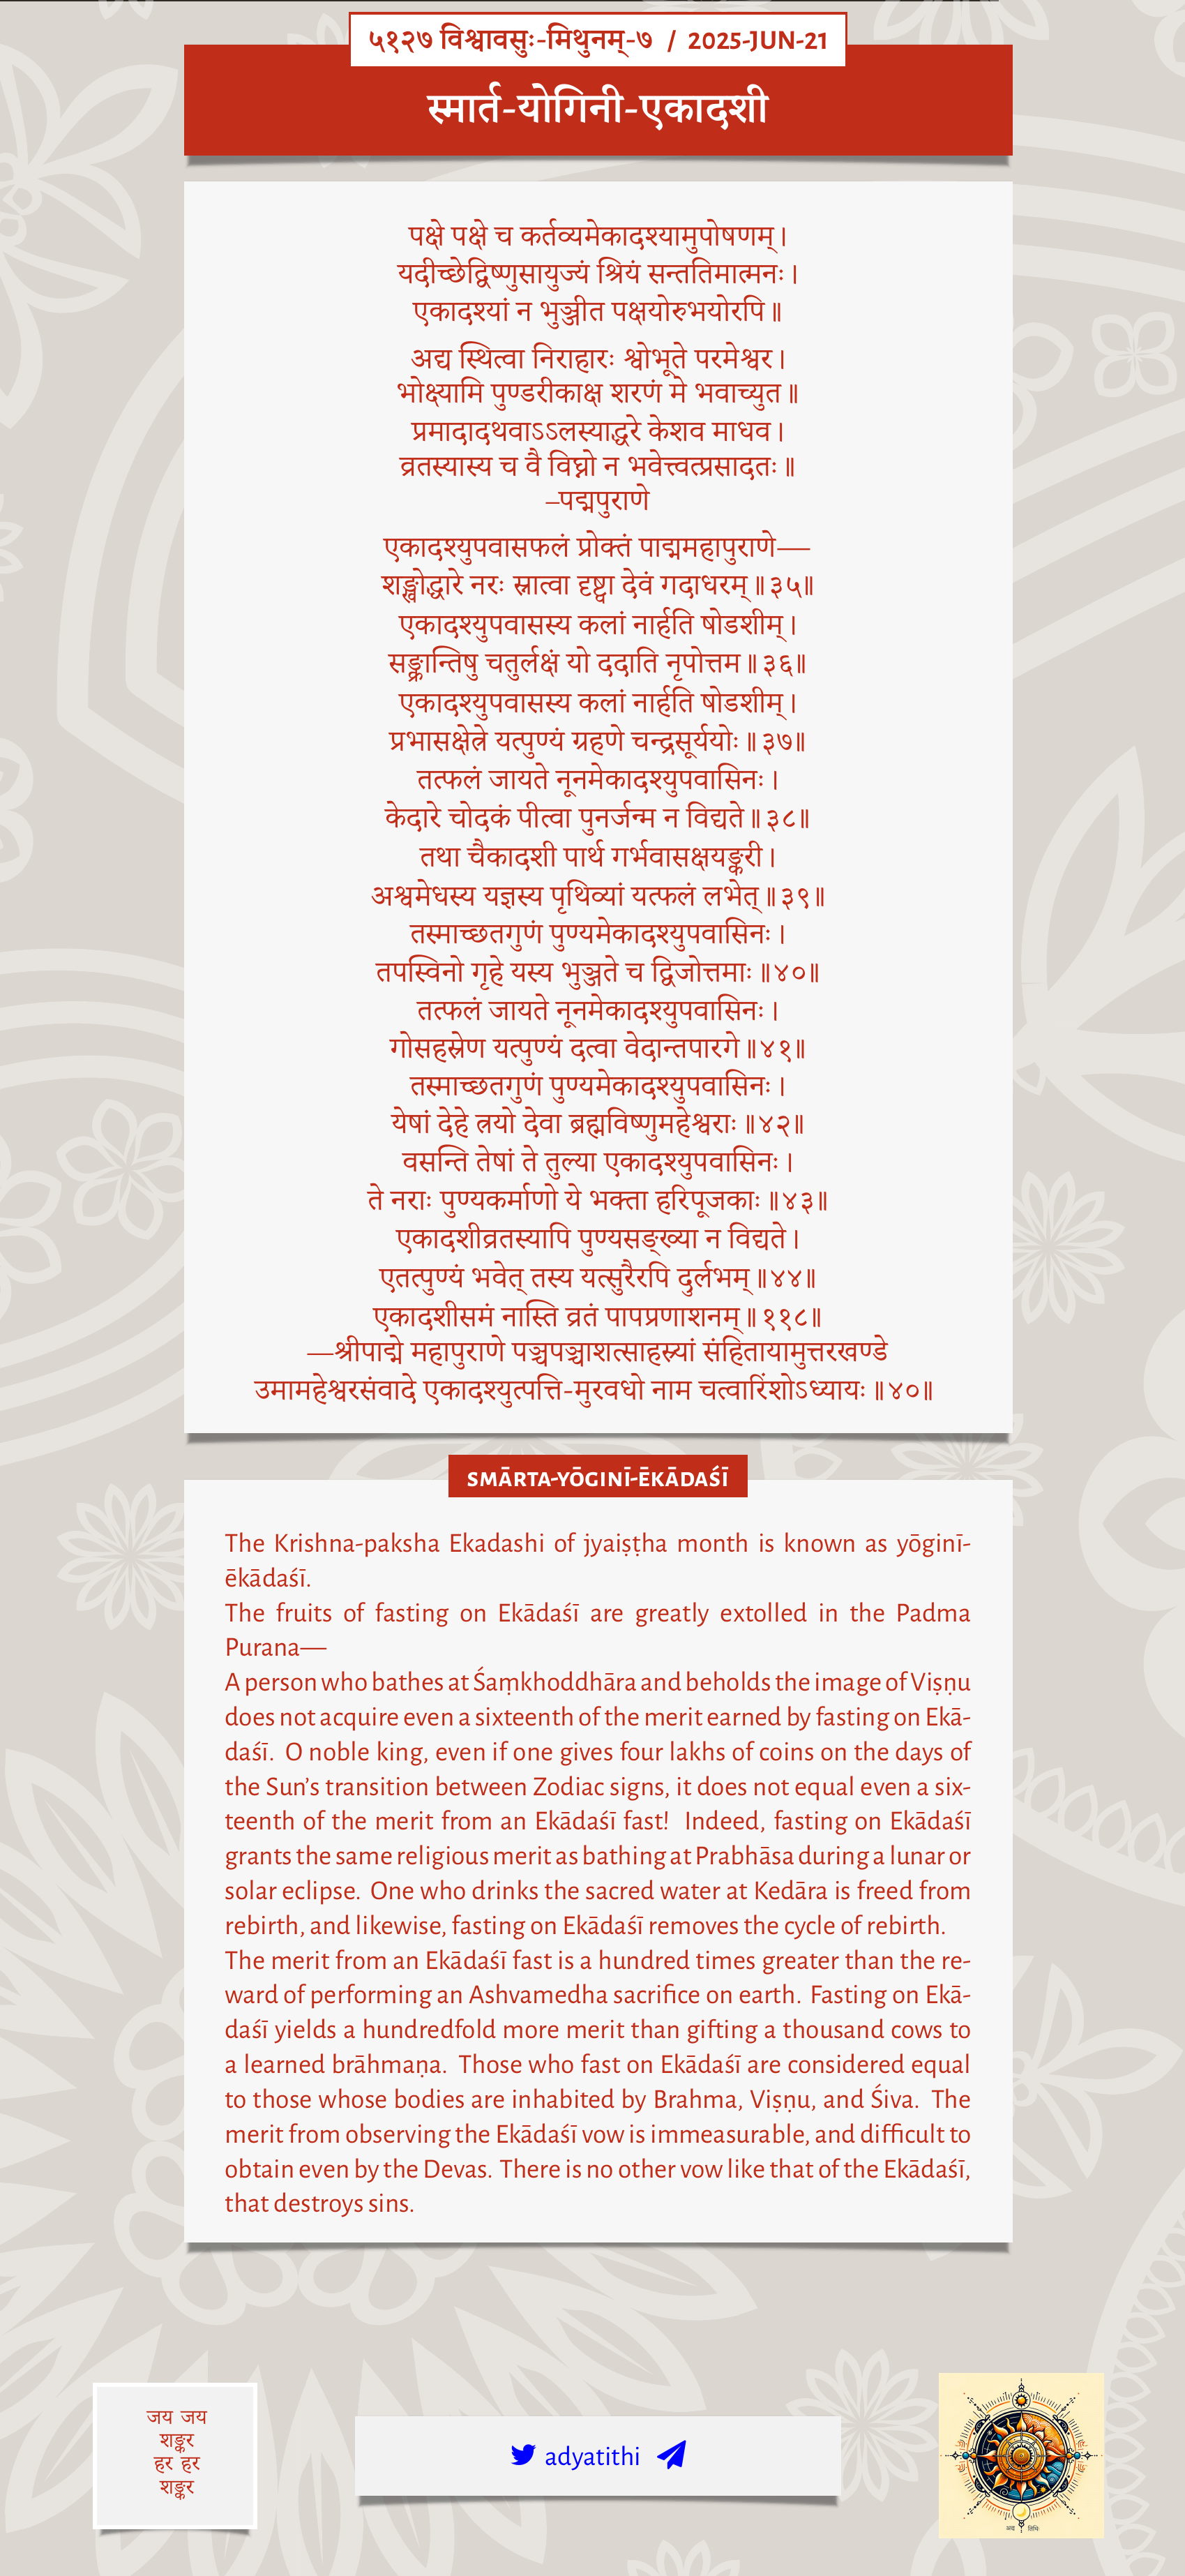 ५१२७ विश्वावसुः-मिथुनम्-७ / 2025-JUN-21
स्मार्त-योगिनी-एकादशी
पक्षे पक्षे च कर्तव्यमेकादश्यामुपोषणम्।
यदीच्छेद्विष्णुसायुज्यं श्रियं सन्ततिमात्मनः।
एकादश्यां न भुञ्जीत पक्षयोरुभयोरपि॥
अद्य स्थित्वा निराहारः श्वोभूते परमेश्वर।
भोक्ष्यामि पुण्डरीकाक्ष शरणं मे भवाच्युत॥
प्रमादादथवाऽऽलस्याद्धरे केशव माधव।
व्रतस्यास्य च वै विघ्नो न भवेत्त्वत्प्रसादतः॥
–पद्मपुराणे
एकादश्युपवासफलं प्रोक्तं पाद्ममहापुराणे—
शङ्खोद्धारे नरः स्नात्वा दृष्ट्वा देवं गदाधरम्॥३५॥
एकादश्युपवासस्य कलां नार्हति षोडशीम्।
सङ्क्रान्तिषु चतुर्लक्षं यो ददाति नृपोत्तम॥३६॥
एकादश्युपवासस्य कलां नार्हति षोडशीम्।
प्रभासक्षेत्रे यत्पुण्यं ग्रहणे चन्द्रसूर्ययोः॥३७॥
तत्फलं जायते नूनमेकादश्युपवासिनः।
केदारे चोदकं पीत्वा पुनर्जन्म न विद्यते॥३८॥
तथा चैकादशी पार्थ गर्भवासक्षयङ्करी।
अश्वमेधस्य यज्ञस्य पृथिव्यां यत्फलं लभेत्॥३९॥
तस्माच्छतगुणं पुण्यमेकादश्युपवासिनः।
तपस्विनो गृहे यस्य भुञ्जते च द्विजोत्तमाः॥४०॥
तत्फलं जायते नूनमेकादश्युपवासिनः।
गोसहस्रेण यत्पुण्यं दत्वा वेदान्तपारगे॥४१॥
तस्माच्छतगुणं पुण्यमेकादश्युपवासिनः।
येषां देहे त्रयो देवा ब्रह्मविष्णुमहेश्वराः॥४२॥
वसन्ति तेषां ते तुल्या एकादश्युपवासिनः।
ते नराः पुण्यकर्माणो ये भक्ता हरिपूजकाः॥४३॥
एकादशीव्रतस्यापि पुण्यसङ्ख्या न विद्यते।
एतत्पुण्यं भवेत् तस्य यत्सुरैरपि दुर्लभम्॥४४॥
एकादशीसमं नास्ति व्रतं पापप्रणाशनम्॥११८॥
—श्रीपाद्मे महापुराणे पञ्चपञ्चाशत्साहस्र्यां संहितायामुत्तरखण्डे
उमामहेश्वरसंवादे एकादश्युत्पत्ति-मुरवधो नाम चत्वारिंशोऽध्यायः॥४०॥
SMĀRTA-YŌGINĪ-ĒKĀDAŚĪ
The Krishna-paksha Ekadashi of jyaiṣṭha month is known as yōginī-
ēkādaśī.
The fruits of fasting on Ekādaśī are greatly extolled in the Padma
Purana—
A person who bathes at Śaṃkhoddhāra and beholds the image of Viṣṇu
does not acquire even a sixteenth of the merit earned by fasting on Ekā-
daśī. O noble king, even if one gives four lakhs of coins on the days of
the Sun’s transition between Zodiac signs, it does not equal even a six-
teenth of the merit from an Ekādaśī fast! Indeed, fasting on Ekādaśī
grants the same religious merit as bathing at Prabhāsa during a lunar or
solar eclipse. One who drinks the sacred water at Kedāra is freed from
rebirth, and likewise, fasting on Ekādaśī removes the cycle of rebirth.
The merit from an Ekādaśī fast is a hundred times greater than the re-
ward of performing an Ashvamedha sacrifice on earth. Fasting on Ekā-
daśī yields a hundredfold more merit than gifting a thousand cows to
a learned brāhmaṇa. Those who fast on Ekādaśī are considered equal
to those whose bodies are inhabited by Brahma, Viṣṇu, and Śiva. The
merit from observing the Ekādaśī vow is immeasurable, and difficult to
obtain even by the Devas. There is no other vow like that of the Ekādaśī,
that destroys sins.
जय जय
शङ्कर
हर हर
शङ्कर
adyatithi
अद्य तिथिः